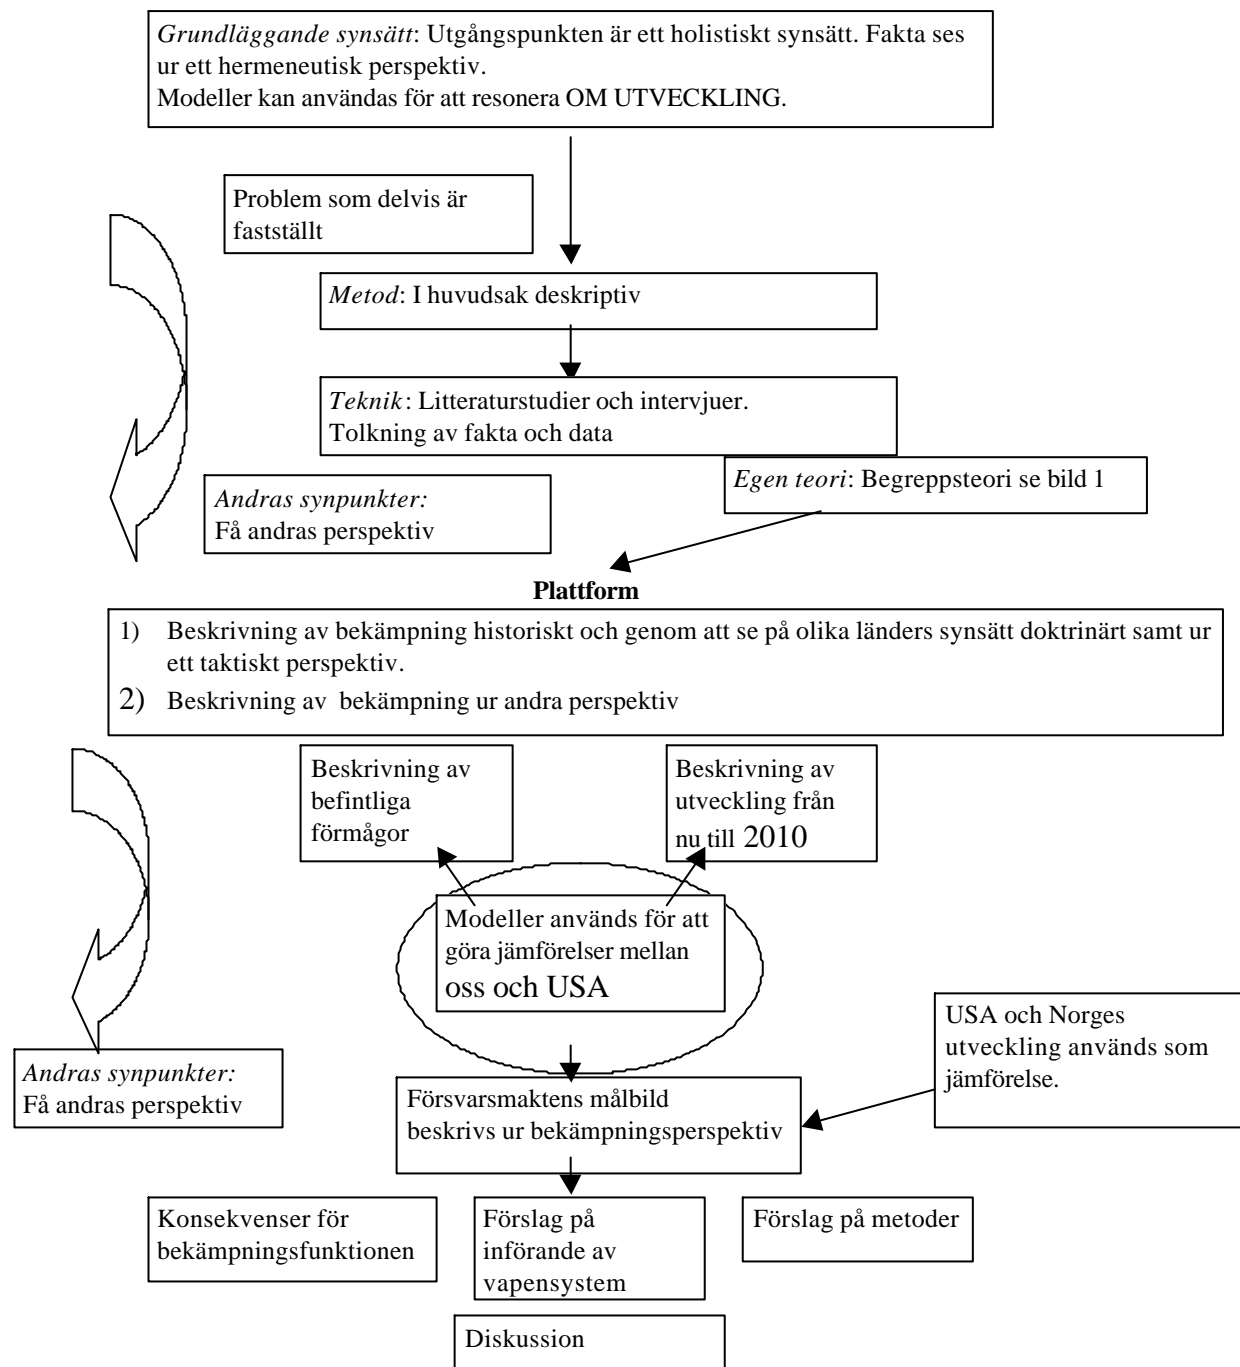 Grundläggande synsätt: Utgångspunkten är ett holistiskt synsätt. Fakta ses
ur ett hermeneutisk perspektiv.
Modeller kan användas för att resonera OM UTVECKLING.
Problem som delvis är
fastställt
Metod: I huvudsak deskriptiv
Teknik: Litteraturstudier och intervjuer.
Tolkning av fakta och data
Egen teori: Begreppsteori se bild 1
Andras synpunkter:
Få andras perspektiv
Plattform
1) Beskrivning av bekämpning historiskt och genom att se på olika länders synsätt doktrinärt samt ur
ett taktiskt perspektiv.
2) Beskrivning av bekämpning ur andra perspektiv
Beskrivning av
befintliga
förmågor
Beskrivning av
utveckling från
nu till 2010
Modeller används för att
göra jämförelser mellan
oss och USA
USA och Norges
utveckling används som
jämförelse.
Andras synpunkter:
Få andras perspektiv
Försvarsmaktens målbild
beskrivs ur bekämpningsperspektiv
Konsekvenser för
bekämpningsfunktionen
Förslag på
införande av
vapensystem
Förslag på metoder
Diskussion